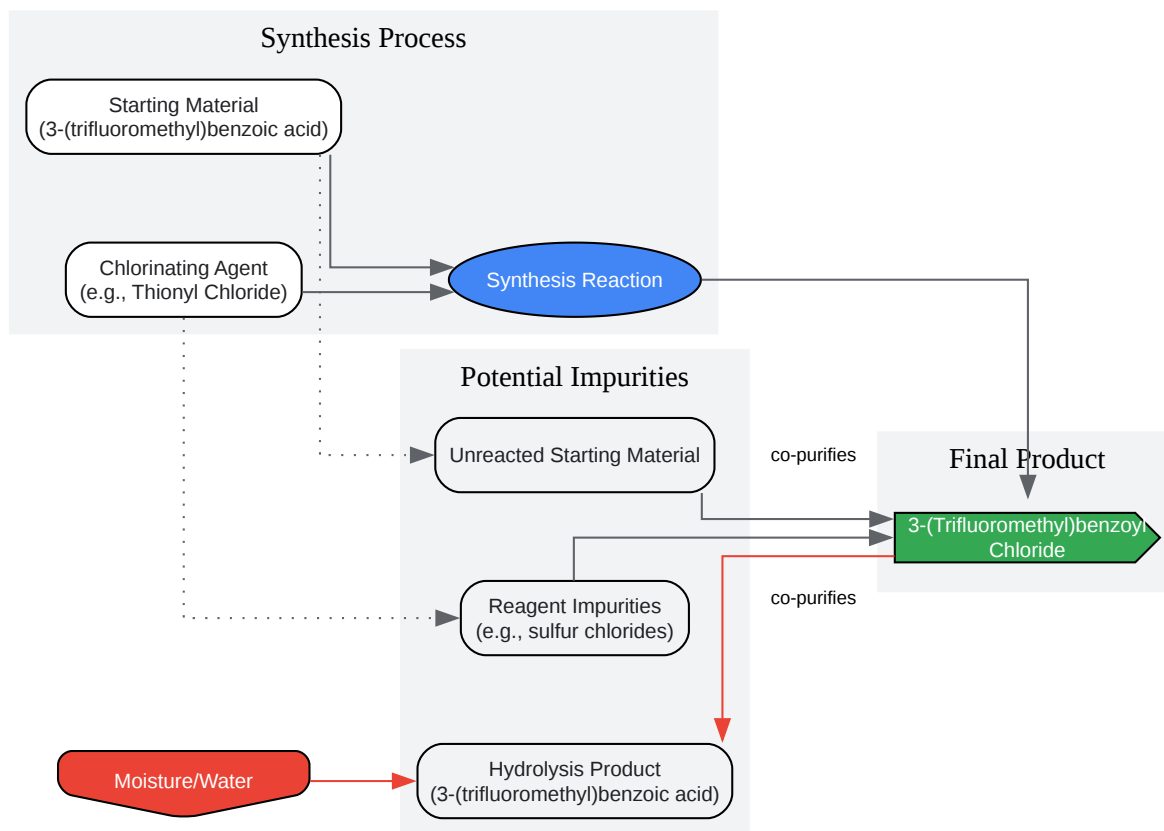 Synthesis Process
Starting Material
(3-(trifluoromethyl)benzoic acid)
Chlorinating Agent
(e.g., Thionyl Chloride)
Synthesis Reaction
Potential Impurities
Unreacted Starting Material
co-purifies
Final Product
3-(Trifluoromethyl)benzoyl
Chloride
Reagent Impurities
(e.g., sulfur chlorides)
co-purifies
Moisture/Water
Hydrolysis Product
(3-(trifluoromethyl)benzoic acid)